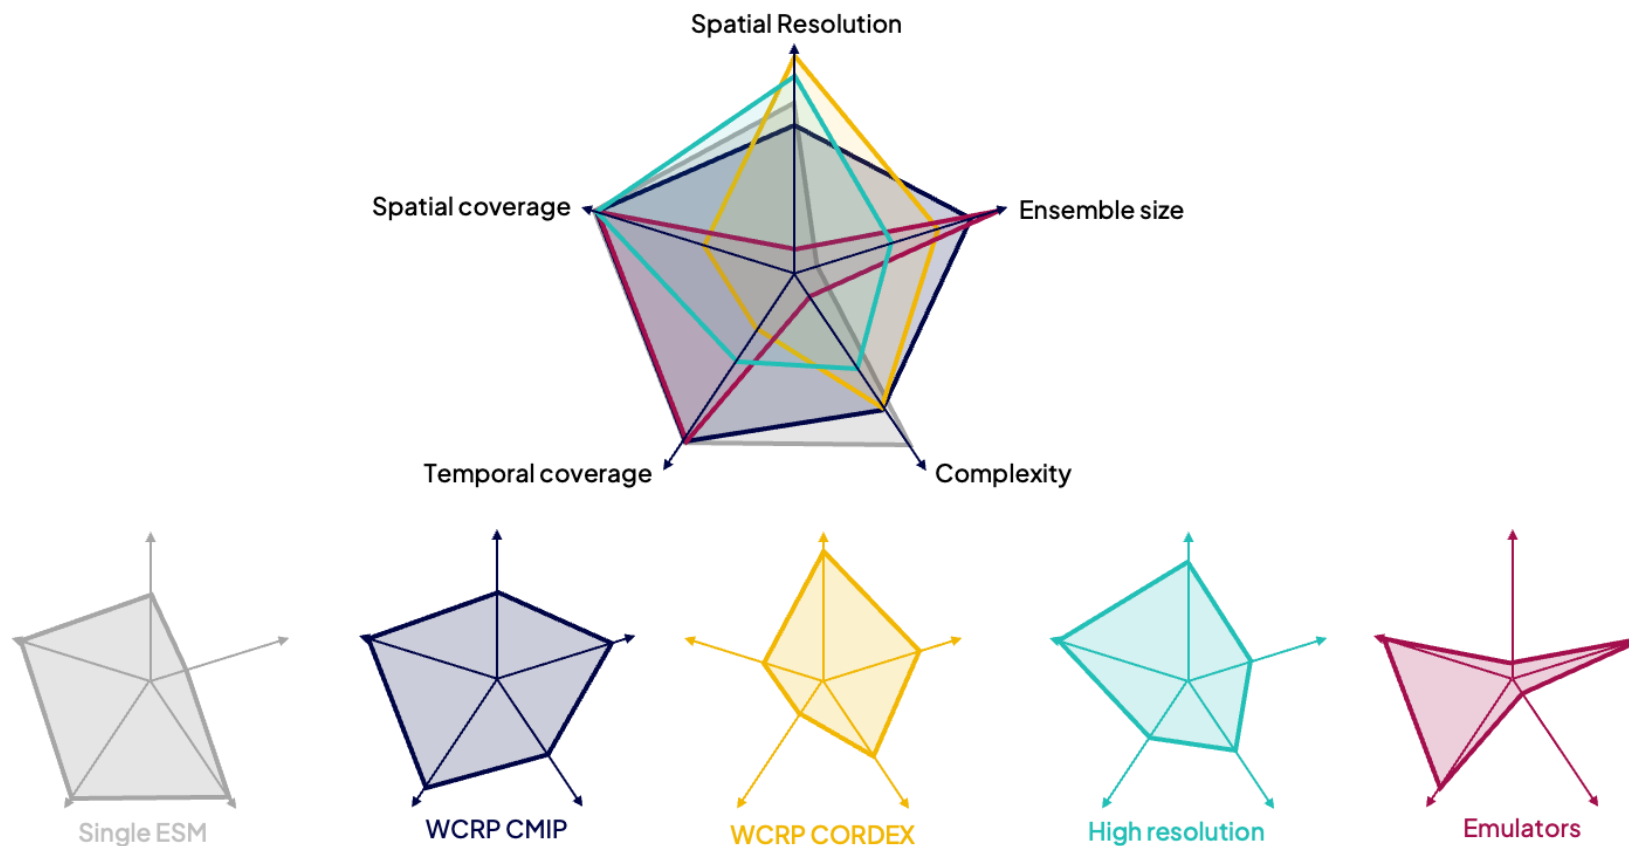 Spatial Resolution
Spatial coverage
Ensemble size
Temporal coverage
Complexity
Single ESM
WCRP CMIP
WCRP CORDEX
High resolution
Emulators